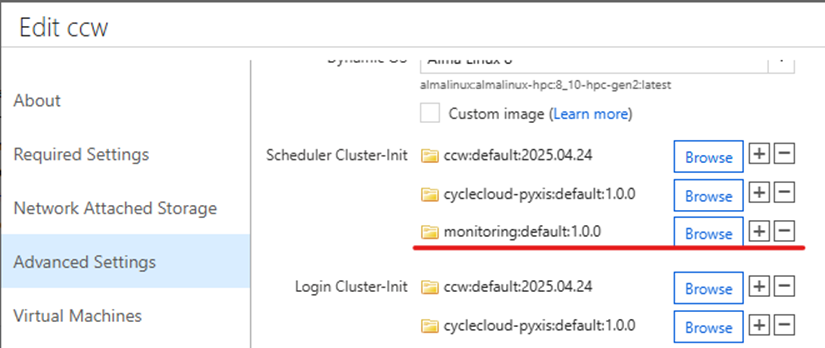 Edit ccw
Dynamic OS
Alma Linux 8
almalinux:almalinux-hpc:8_10-hpc-gen2:latest
About
Custom image (Learn more)
Required Settings
Scheduler Cluster-Init
ccw:default:2025.04.24
Browse
cyclecloud-pyxis:default:1.0.0
Browse
Network Attached Storage
monitoring:default:1.0.0
Browse
Advanced Settings
Login Cluster-Init
ccw:default:2025.04.24
Browse
Virtual Machines
cyclecloud-pyxis:default:1.0.0
Browse